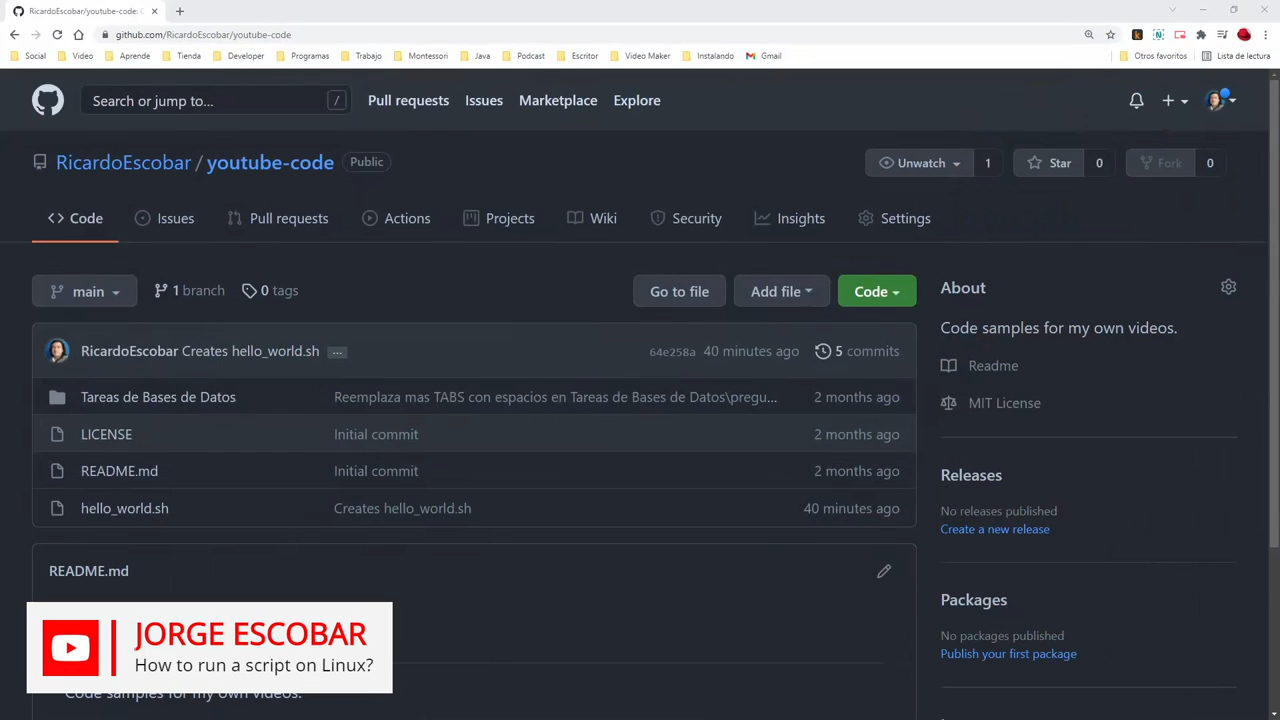 RicardoEscobar/youtube-code: C
github.com/RicardoEscobar/youtube-code
Social Video Aprende Tienda Developer Programas Trabajo Montessori Java Podcast Escritor Video Maker Instalando Gmail Otros favoritos Lista de lectura
Search or jump to... / Pull requests Issues Marketplace Explore
RicardoEscobar / youtube-code Public Unwatch 1 Star 0 Fork 0
Code Issues Pull requests Actions Projects Wiki Security Insights Settings
main 1 branch 0 tags Go to file Add file Code
RicardoEscobar Creates hello_world.sh ... 64e258a 40 minutes ago 5 commits
Tareas de Bases de Datos Reemplaza mas TABS con espacios en Tareas de Bases de Datos\pregu... 2 months ago
LICENSE Initial commit 2 months ago
README.md Initial commit 2 months ago
hello_world.sh Creates hello_world.sh 40 minutes ago
README.md
Code samples for my own videos.
About
Code samples for my own videos.
Readme
MIT License
Releases
No releases published
Create a new release
Packages
No packages published
Publish your first package
JORGE ESCOBAR
How to run a script on Linux?